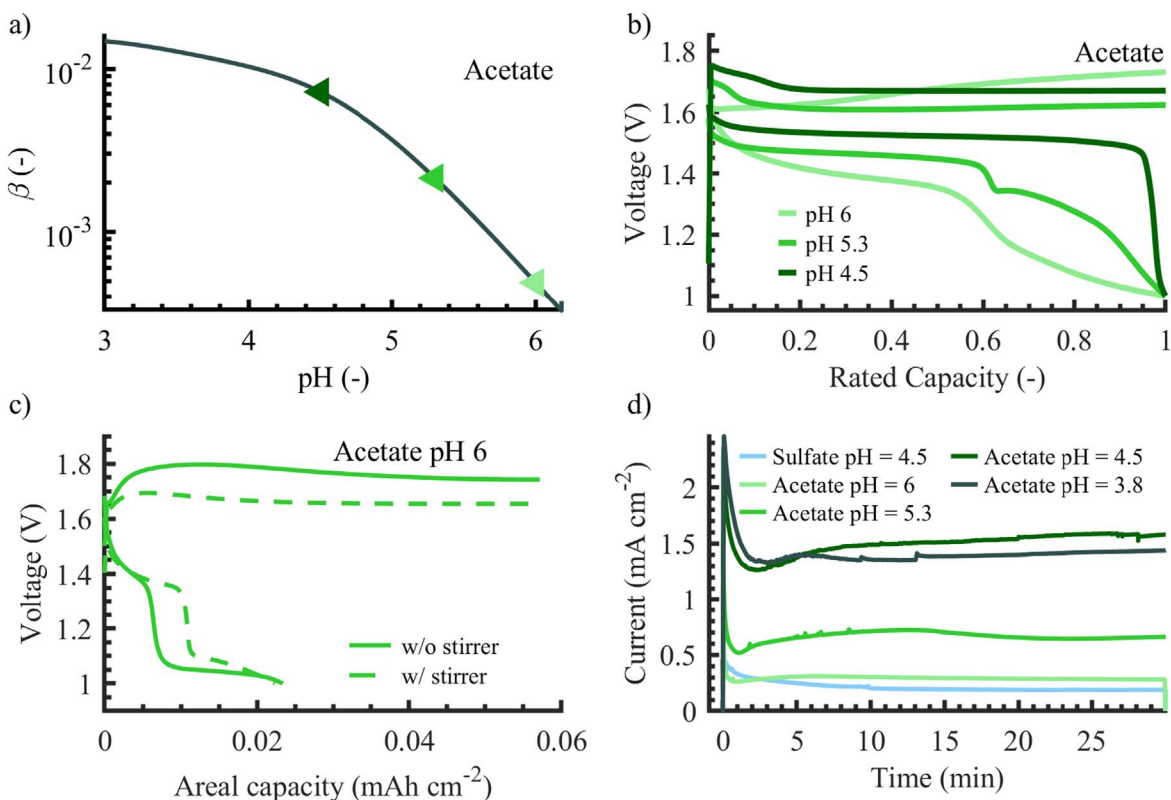 a)
10⁻²
10⁻³
β (-)
Acetate
3 4 5 6
pH (-)
b)
1.8
1.6
1.4
1.2
1
Voltage (V)
Acetate
pH 6
pH 5.3
pH 4.5
0 0.2 0.4 0.6 0.8 1
Rated Capacity (-)
c)
1.8
1.6
1.4
1.2
1
Voltage (V)
Acetate pH 6
w/o stirrer
w/ stirrer
0 0.02 0.04 0.06
Areal capacity (mAh cm⁻²)
d)
2
1.5
1
0.5
0
Current (mA cm⁻²)
Sulfate pH = 4.5
Acetate pH = 6
Acetate pH = 5.3
Acetate pH = 4.5
Acetate pH = 3.8
0 5 10 15 20 25
Time (min)